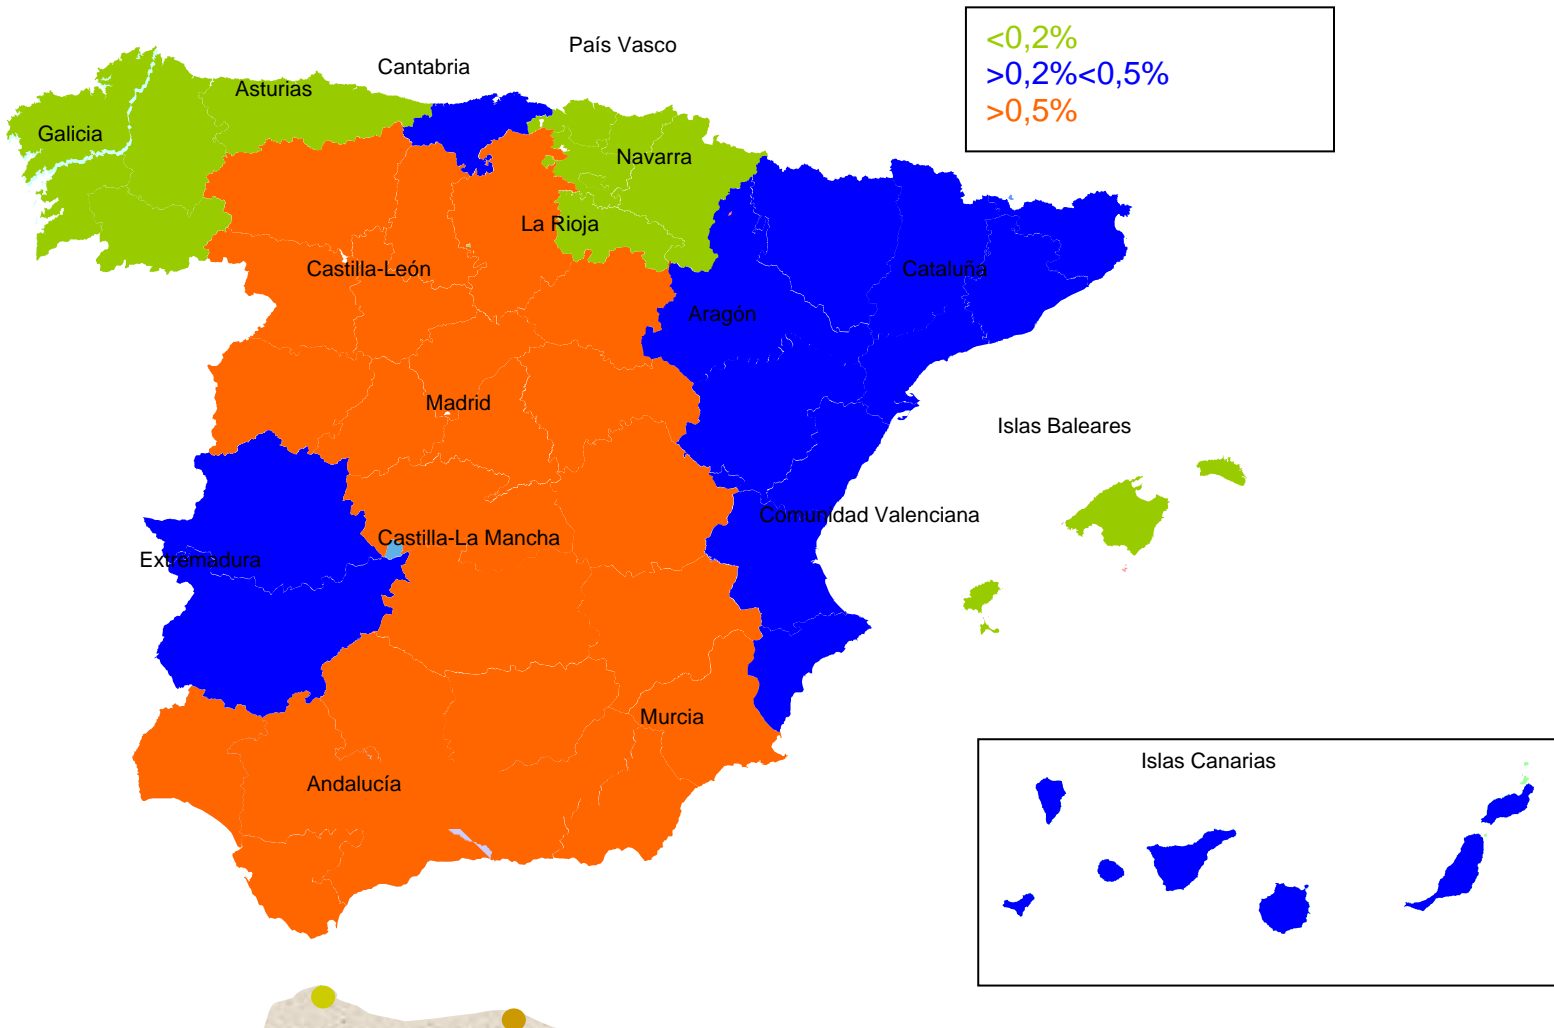 País Vasco
Cantabria
Asturias
Galicia
Navarra
La Rioja
Castilla-León
Cataluña
Aragón
Madrid
Islas Baleares
Comunidad Valenciana
Castilla-La Mancha
Extremadura
Murcia
Andalucía
Islas Canarias
<0,2%
>0,2%<0,5%
>0,5%